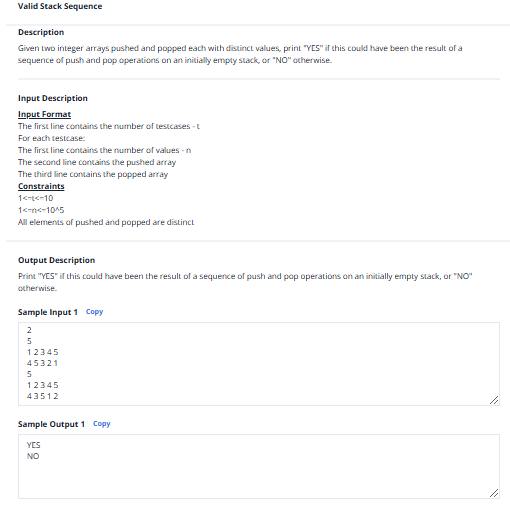 Valid Stack Sequence
Description
Given two integer arrays pushed and popped each with distinct values, print "YES" if this could have been the result of a
sequence of push and pop operations on an initially empty stack, or "NO" otherwise.
Input Description
Input Format
The first line contains the number of testcases - t
For each testcase:
The first line contains the number of values - n
The second line contains the pushed array
The third line contains the popped array
Constraints
1<=t<=10
1<=n<=10^5
All elements of pushed and popped are distinct
Output Description
Print "YES" if this could have been the result of a sequence of push and pop operations on an initially empty stack, or "NO"
otherwise.
Sample Input 1 Copy
2
5
1 2 3 4 5
4 5 3 2 1
5
1 2 3 4 5
4 3 5 1 2
Sample Output 1 Copy
YES
NO